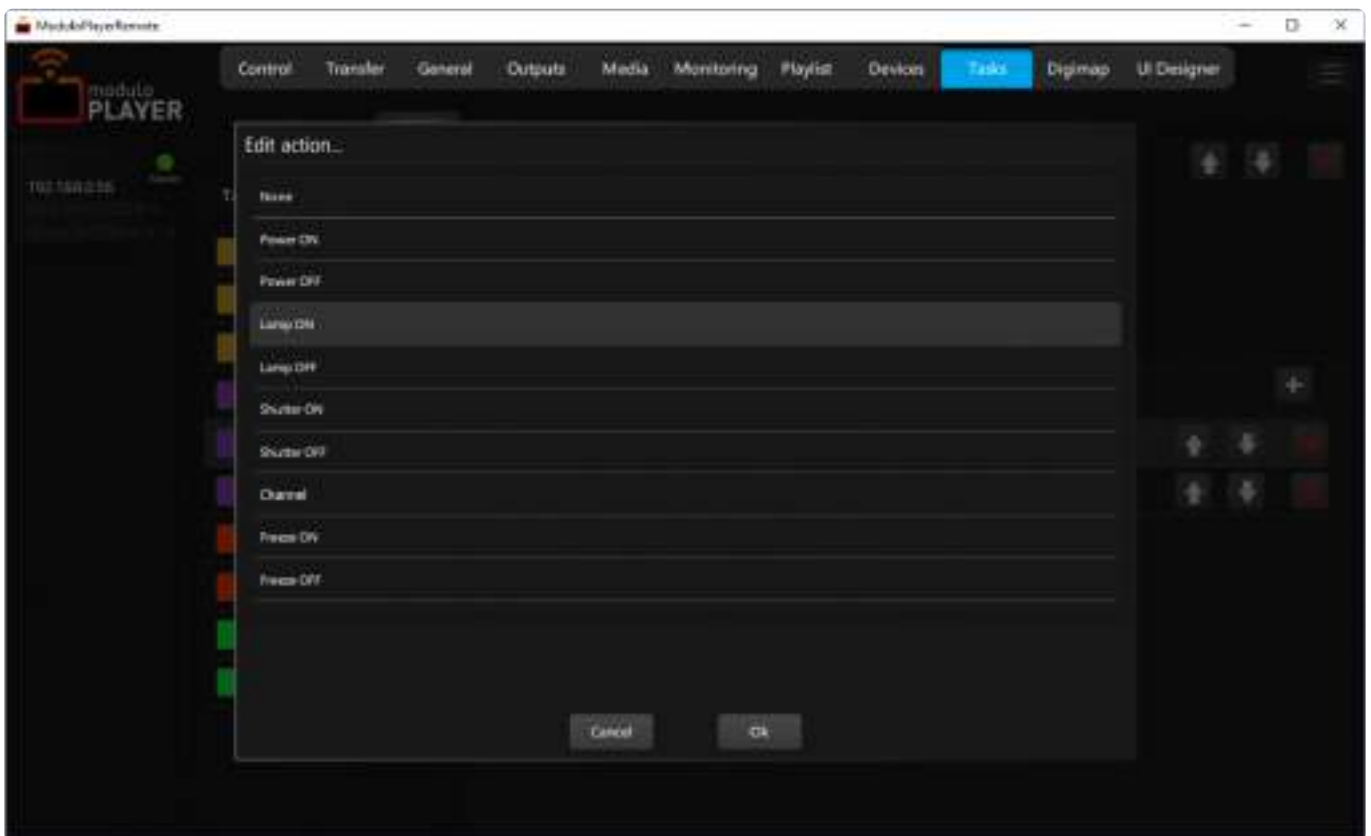 ModuloPlayerRemote
modulo
PLAYER
Control Transfer General Outputs Media Monitoring Playlist Devices Tasks Digimap UI Designer
Edit action...
None
Power ON
Power OFF
Lamp ON
Lamp OFF
Shutter ON
Shutter OFF
Channel
Freeze ON
Freeze OFF
Cancel Ok